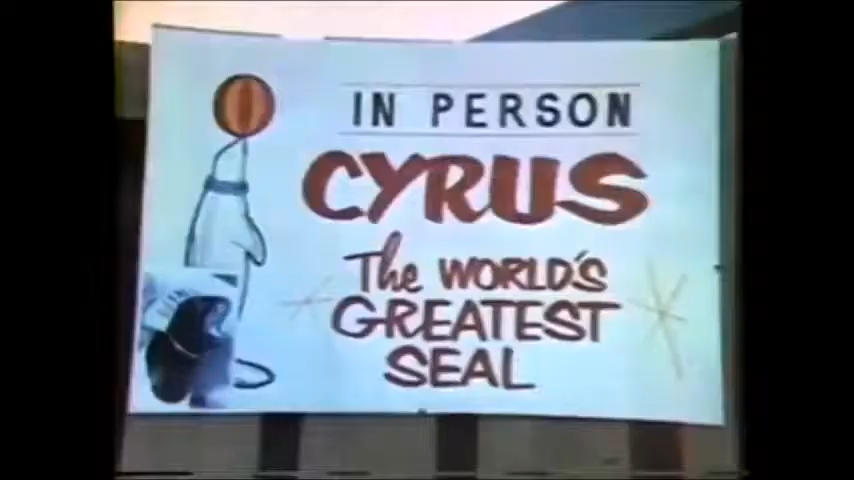 IN PERSON
CYRUS
The WORLD'S
GREATEST
SEAL